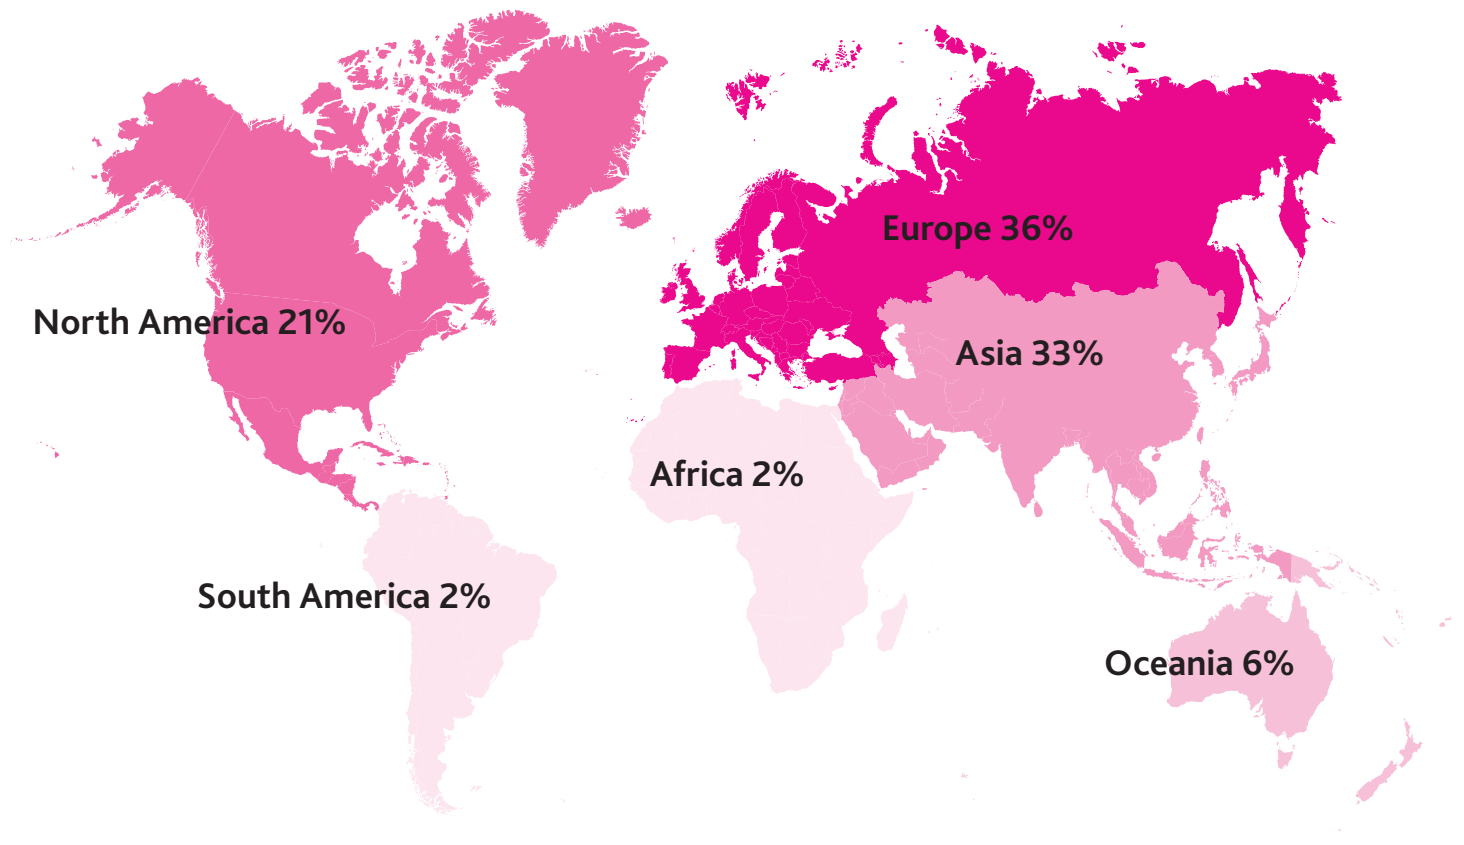 Europe 36%
North America 21%
Asia 33%
Africa 2%
South America 2%
Oceania 6%